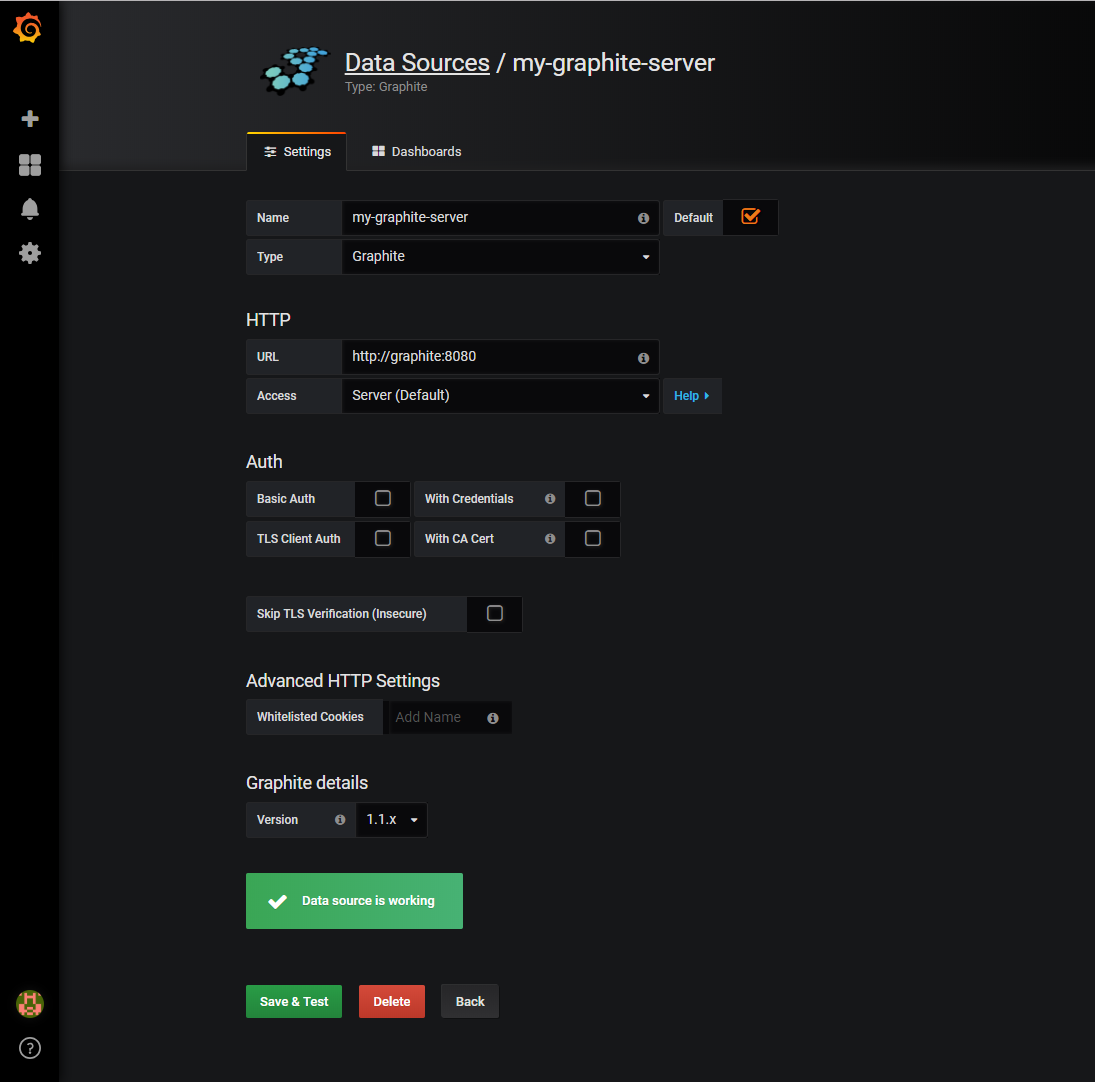 Data Sources / my-graphite-server
Type: Graphite
Settings Dashboards
Name my-graphite-server Default
Type Graphite
HTTP
URL http://graphite:8080
Access Server (Default) Help
Auth
Basic Auth With Credentials
TLS Client Auth With CA Cert
Skip TLS Verification (Insecure)
Advanced HTTP Settings
Whitelisted Cookies Add Name
Graphite details
Version 1.1.x
Data source is working
Save & Test Delete Back